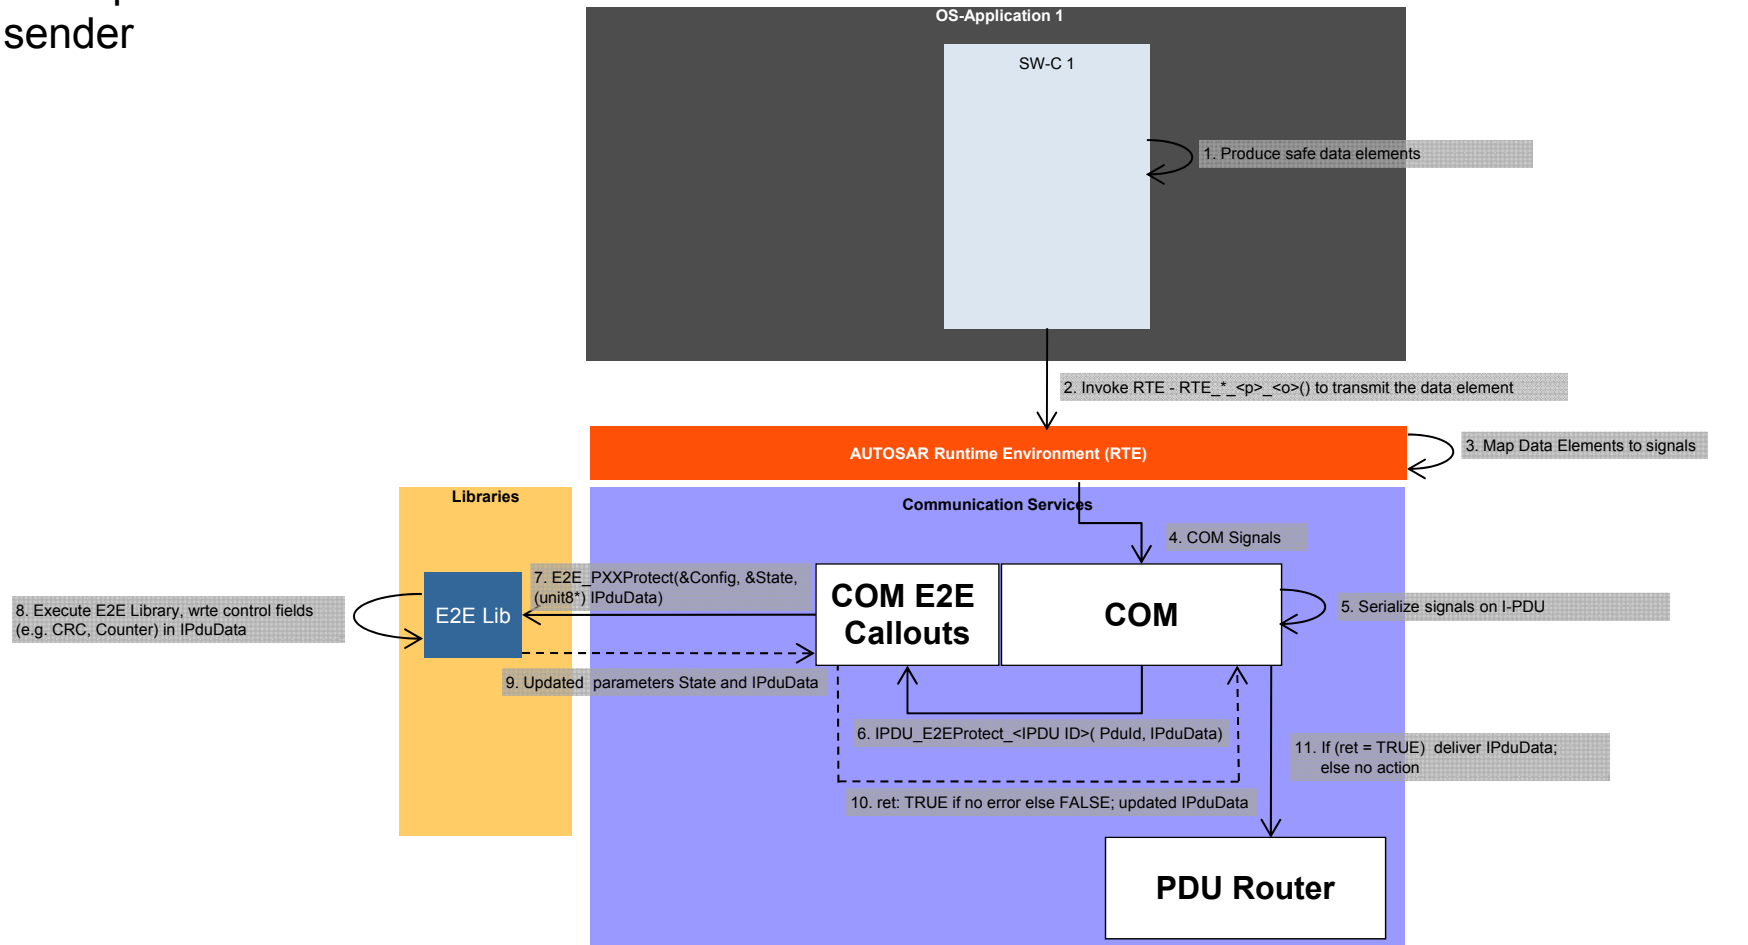 sender
OS-Application 1
SW-C 1
1. Produce safe data elements
2. Invoke RTE - RTE_*_<p>_<o>() to transmit the data element
AUTOSAR Runtime Environment (RTE)
3. Map Data Elements to signals
Libraries
Communication Services
4. COM Signals
7. E2E_PXXProtect(&Config, &State,
(unit8*) IPduData)
COM E2E
Callouts
COM
5. Serialize signals on I-PDU
E2E Lib
8. Execute E2E Library, wrte control fields
(e.g. CRC, Counter) in IPduData
9. Updated parameters State and IPduData
6. IPDU_E2EProtect_<IPDU ID>( PduId, IPduData)
11. If (ret = TRUE) deliver IPduData;
else no action
10. ret: TRUE if no error else FALSE; updated IPduData
PDU Router